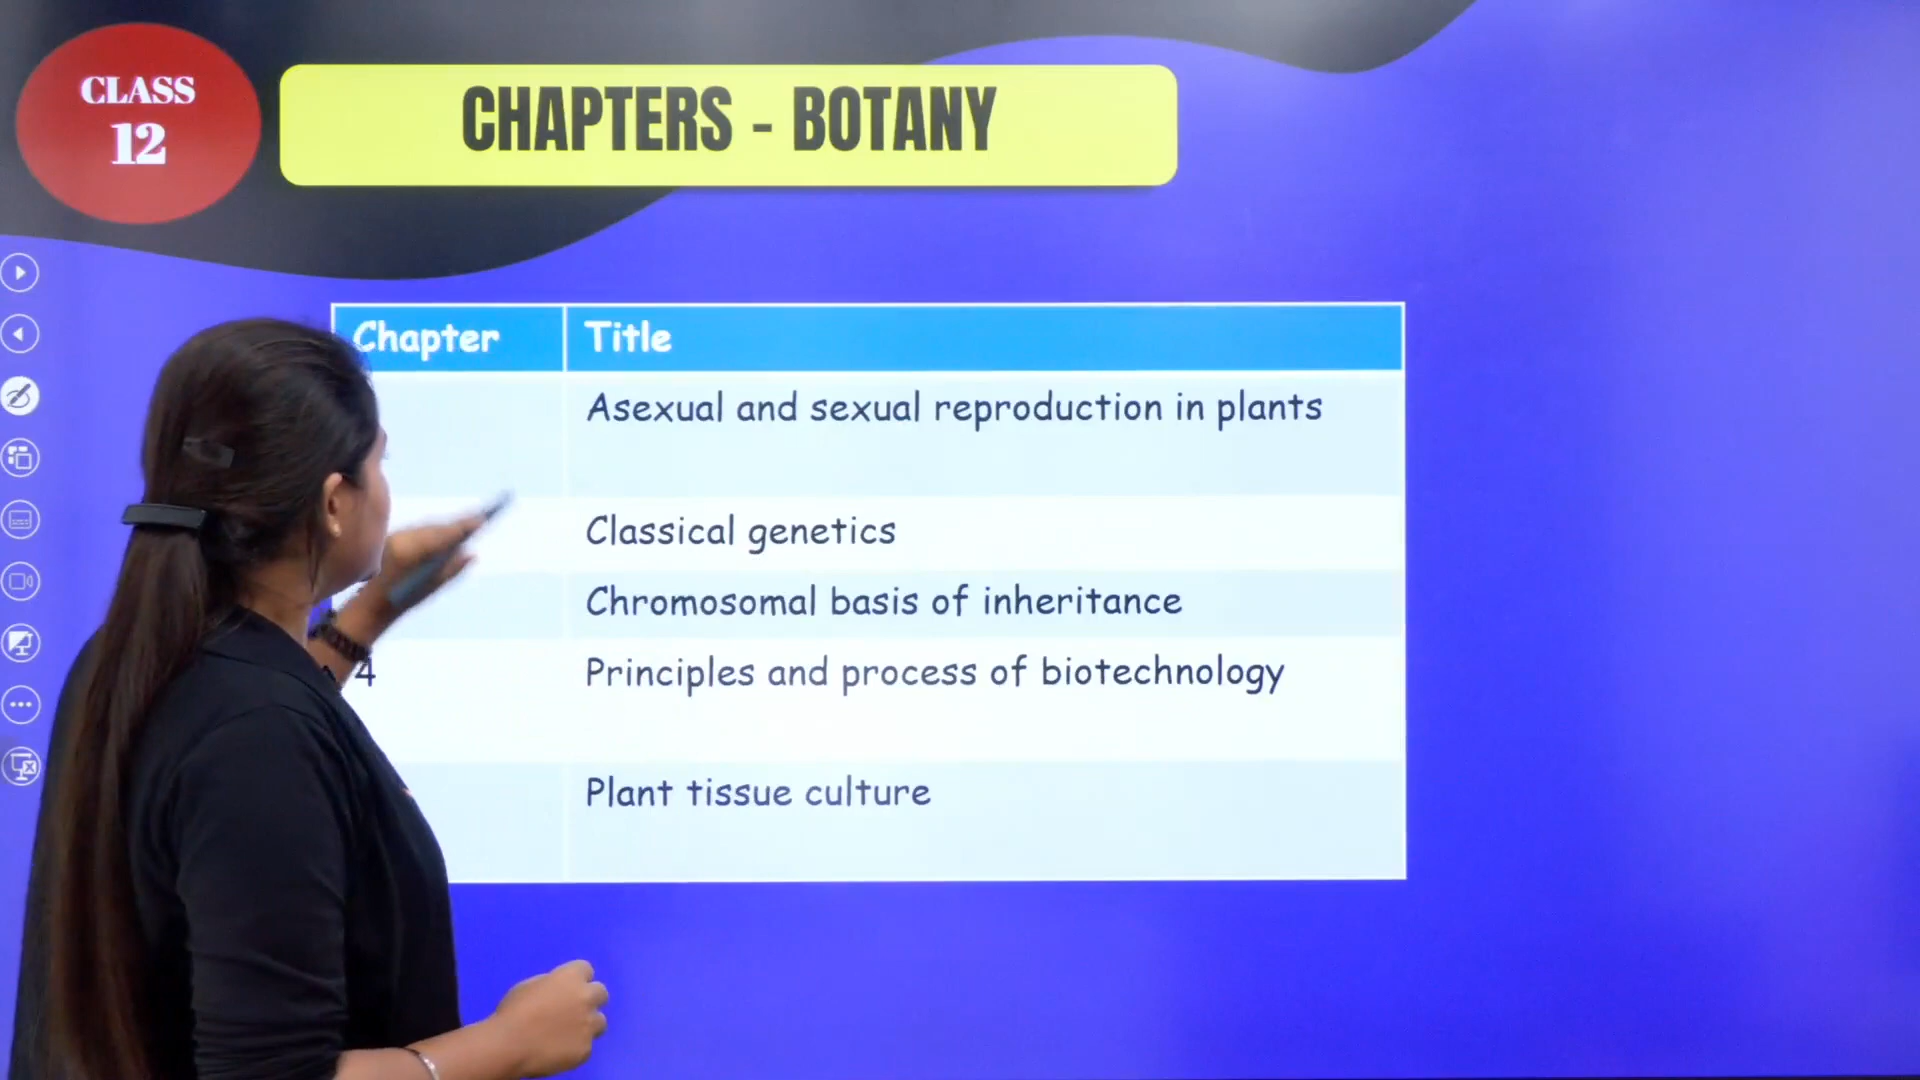 CLASS
12
CHAPTERS - BOTANY
Chapter Title
Asexual and sexual reproduction in plants
Classical genetics
Chromosomal basis of inheritance
4 Principles and process of biotechnology
Plant tissue culture